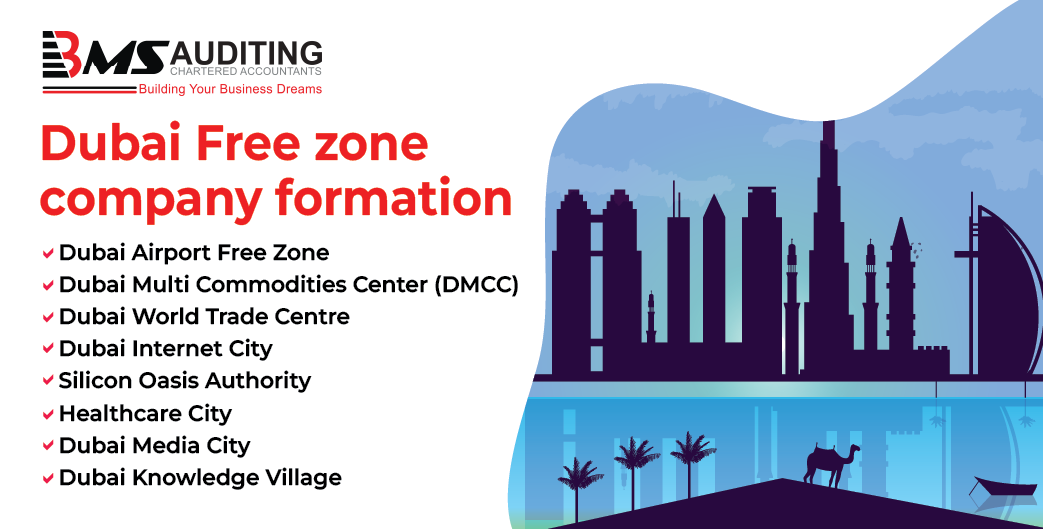 BMS AUDITING
CHARTERED ACCOUNTANTS
Building Your Business Dreams
Dubai Free zone
company formation
Dubai Airport Free Zone
Dubai Multi Commodities Center (DMCC)
Dubai World Trade Centre
Dubai Internet City
Silicon Oasis Authority
Healthcare City
Dubai Media City
Dubai Knowledge Village